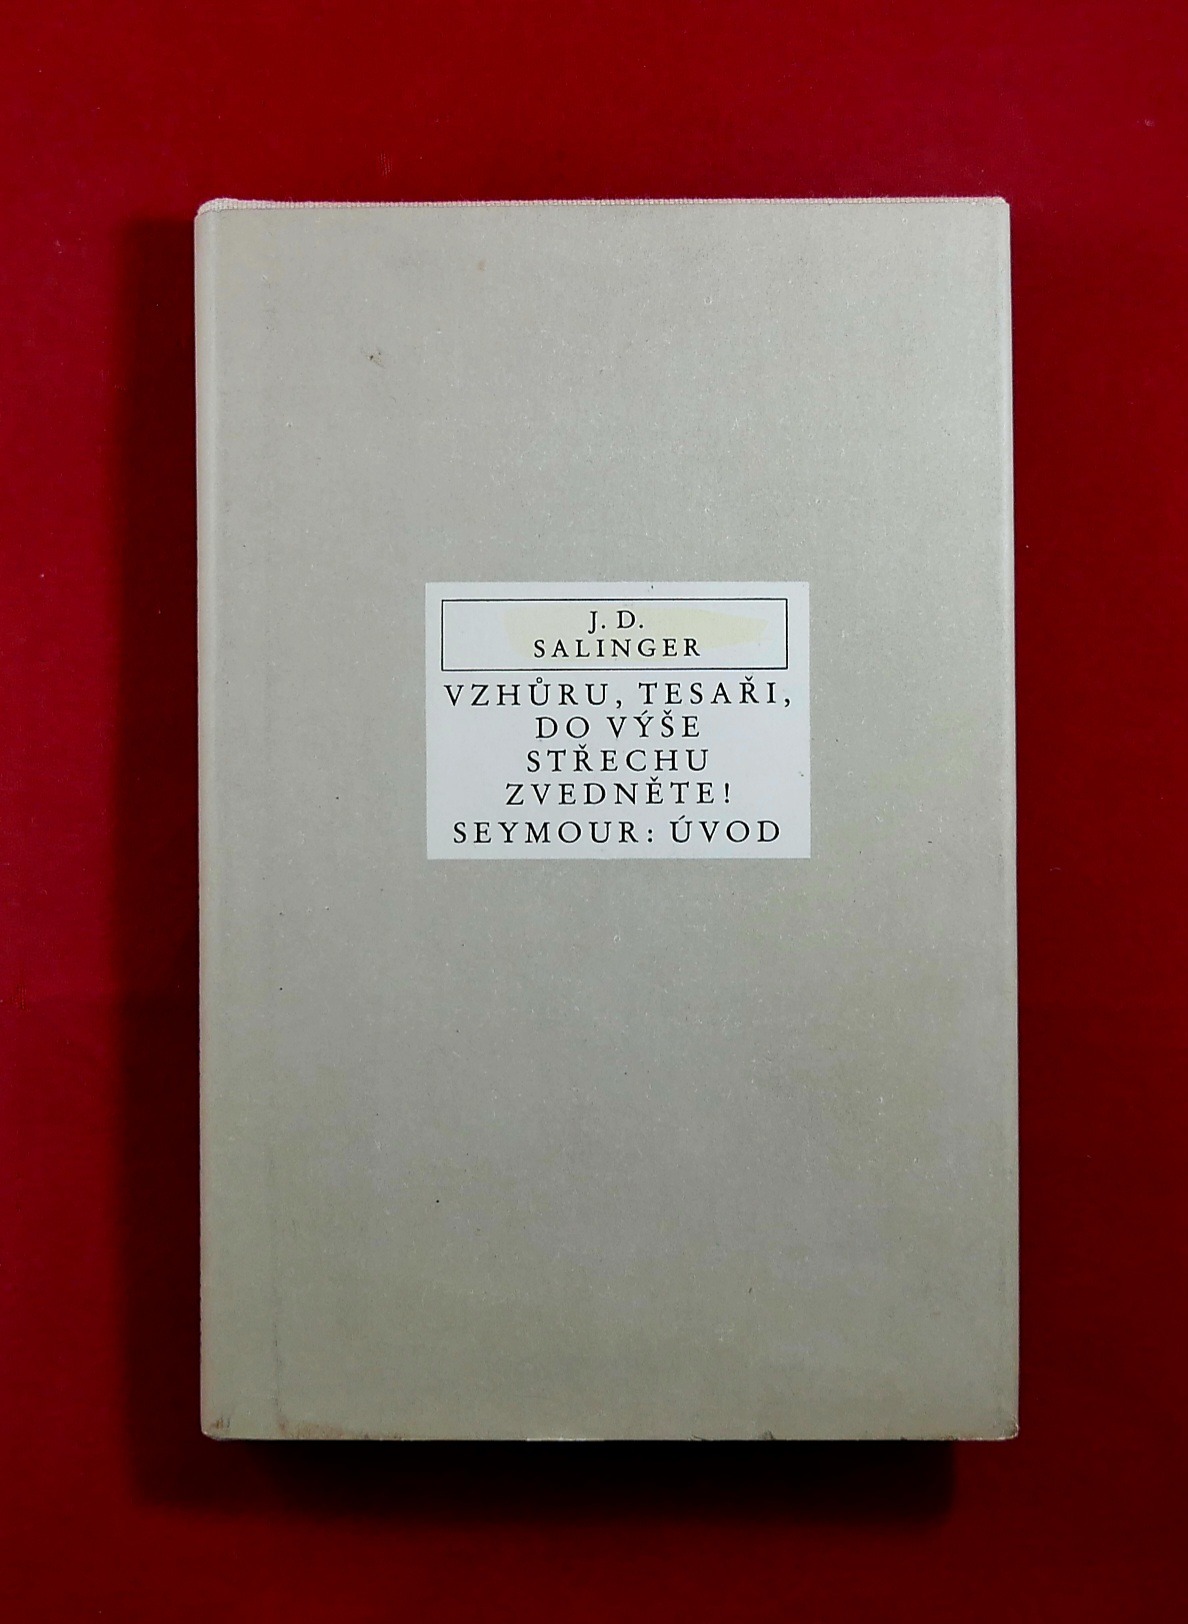 J. D.
SALINGER
VZHŮRU, TESAŘI,
DO VÝŠE
STŘECHU
ZVEDNĚTE!
SEYMOUR: ÚVOD